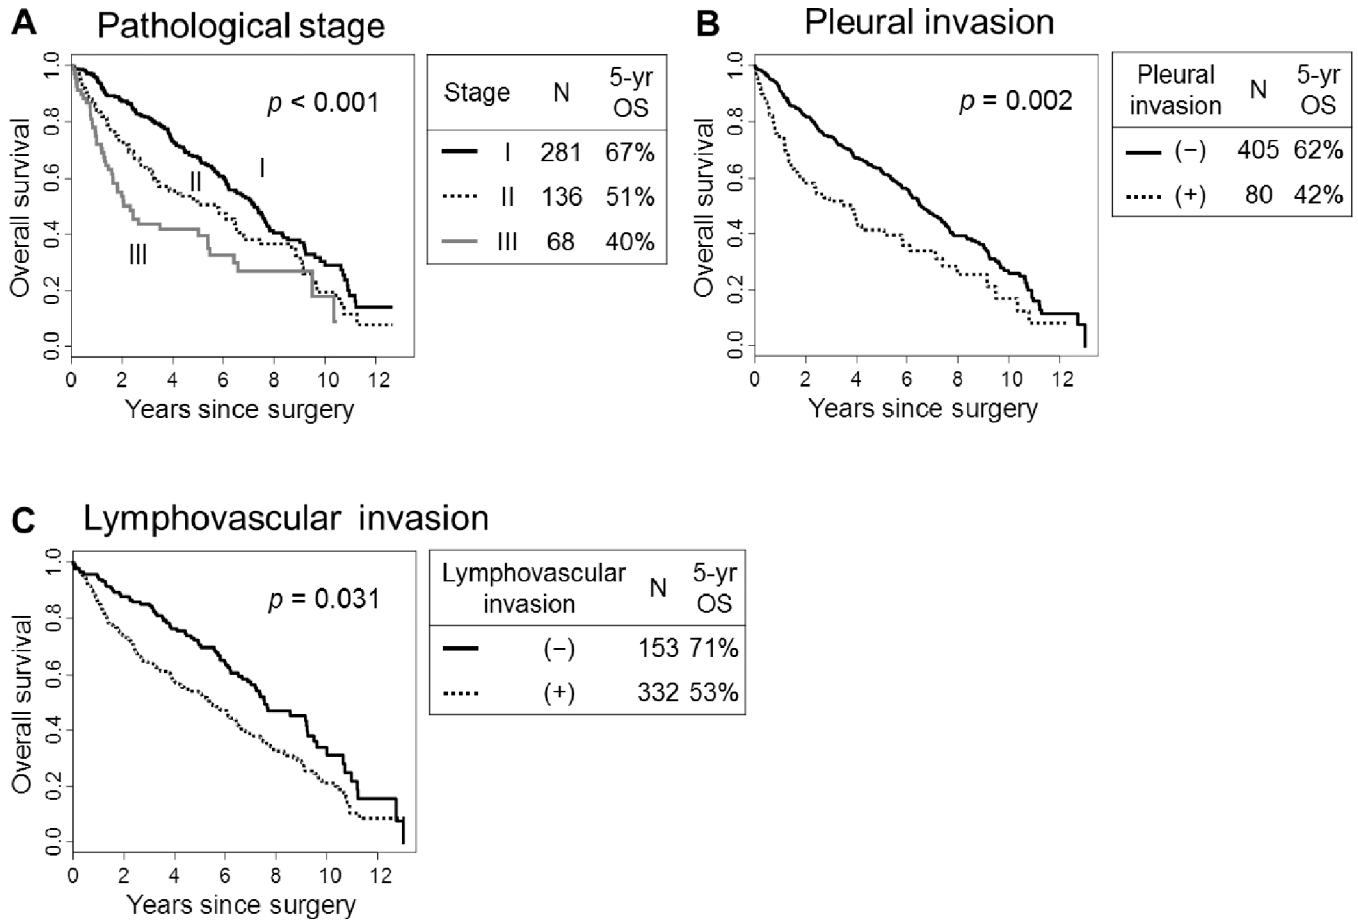 A Pathological stage
1.0
0.8
0.6
0.4
0.2
0.0
Overall survival
p < 0.001
I
II
III
0 2 4 6 8 10 12
Years since surgery
Stage N 5-yr OS
I 281 67%
II 136 51%
III 68 40%
B Pleural invasion
1.0
0.8
0.6
0.4
0.2
0.0
Overall survival
p = 0.002
0 2 4 6 8 10 12
Years since surgery
Pleural invasion N 5-yr OS
(−) 405 62%
(+) 80 42%
C Lymphovascular invasion
1.0
0.8
0.6
0.4
0.2
0.0
Overall survival
p = 0.031
0 2 4 6 8 10 12
Years since surgery
Lymphovascular invasion N 5-yr OS
(−) 153 71%
(+) 332 53%